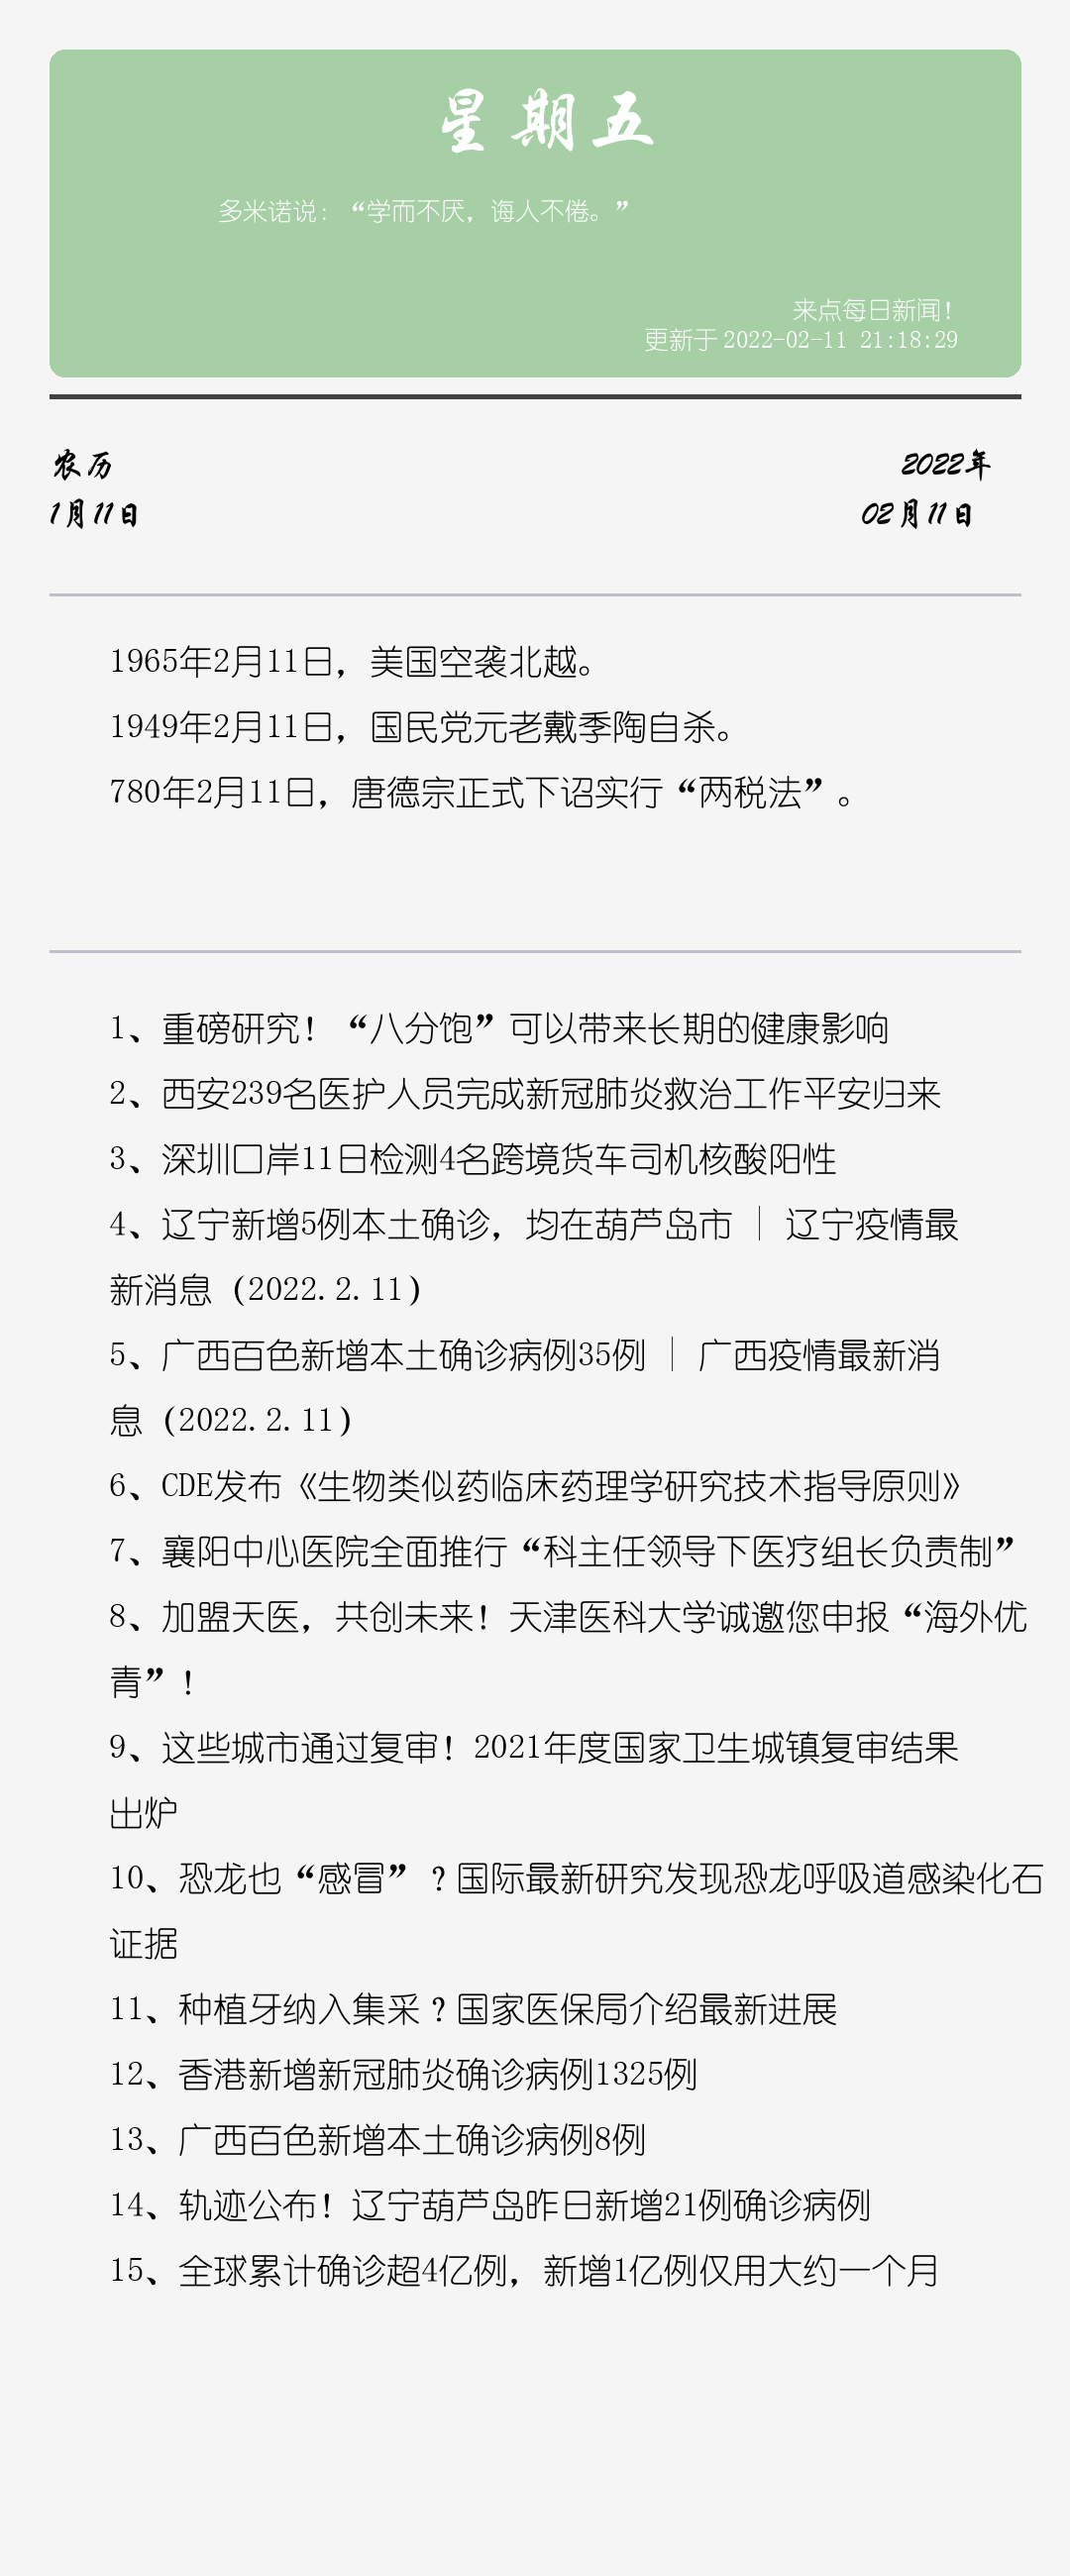 星期五
多米诺说：“学而不厌，诲人不倦。”
来点每日新闻！
更新于 2022-02-11 21:18:29
农历
2022年
1月11日
02月11日
1965年2月11日，美国空袭北越。
1949年2月11日，国民党元老戴季陶自杀。
780年2月11日，唐德宗正式下诏实行“两税法”。
1、重磅研究！“八分饱”可以带来长期的健康影响
2、西安239名医护人员完成新冠肺炎救治工作平安归来
3、深圳口岸11日检测4名跨境货车司机核酸阳性
4、辽宁新增5例本土确诊，均在葫芦岛市｜辽宁疫情最
新消息（2022.2.11）
5、广西百色新增本土确诊病例35例｜广西疫情最新消
息（2022.2.11）
6、CDE发布《生物类似药临床药理学研究技术指导原则》
7、襄阳中心医院全面推行“科主任领导下医疗组长负责制”
8、加盟天医，共创未来！天津医科大学诚邀您申报“海外优
青”！
9、这些城市通过复审！2021年度国家卫生城镇复审结果
出炉
10、恐龙也“感冒”？国际最新研究发现恐龙呼吸道感染化石
证据
11、种植牙纳入集采？国家医保局介绍最新进展
12、香港新增新冠肺炎确诊病例1325例
13、广西百色新增本土确诊病例8例
14、轨迹公布！辽宁葫芦岛昨日新增21例确诊病例
15、全球累计确诊超4亿例，新增1亿例仅用大约一个月